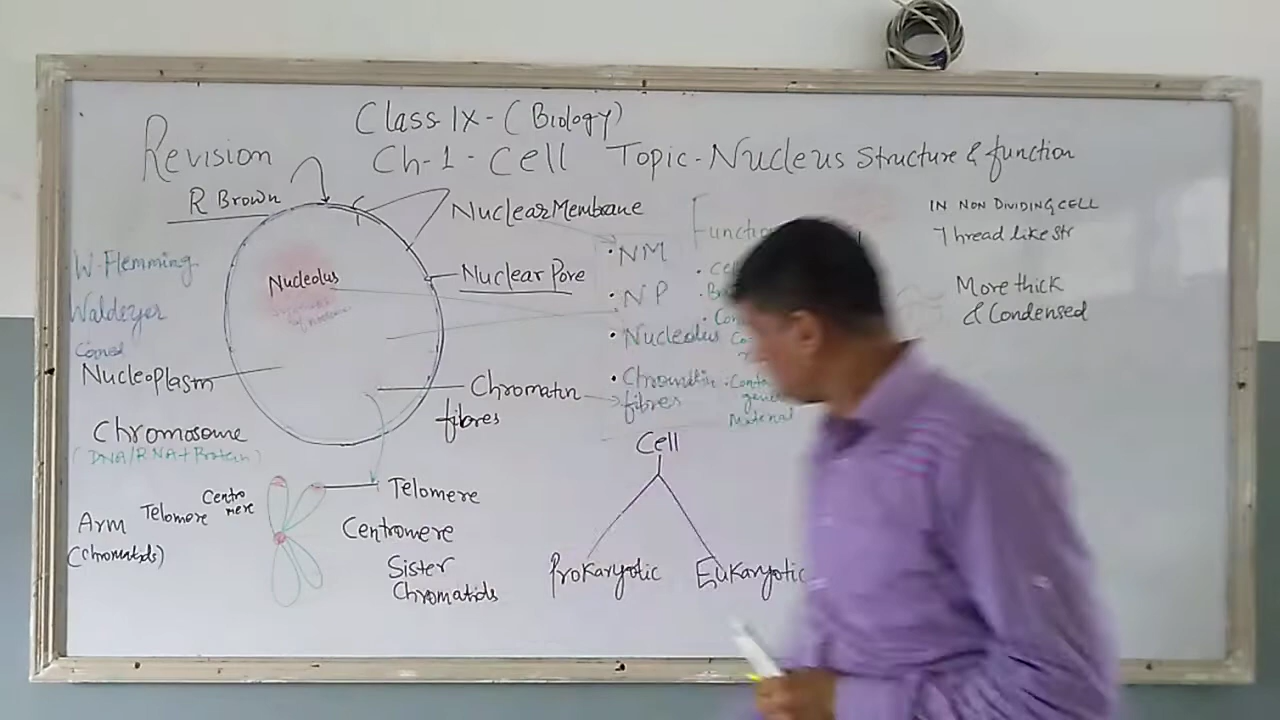 Class-IX-(Biology)
Revision
Ch-1-Cell Topic-Nucleus Structure & function
R Brown
Nuclear Membrane
W. Flemming
Waldeyer
Nucleolus
Nuclear Pore
Nucleoplasm
Chromatin
fibres
Chromosome
(DNA/RNA+Protein)
Arm
(Chromatids)
Telomere
Centro
mere
Telomere
Centromere
Sister
Chromatids
Function
• NM
• NP
• Nucleolus
• Chromatin
fibres
Material
IN NON DIVIDING CELL
Thread like str
More thick
& Condensed
Cell
Prokaryotic
Eukaryotic